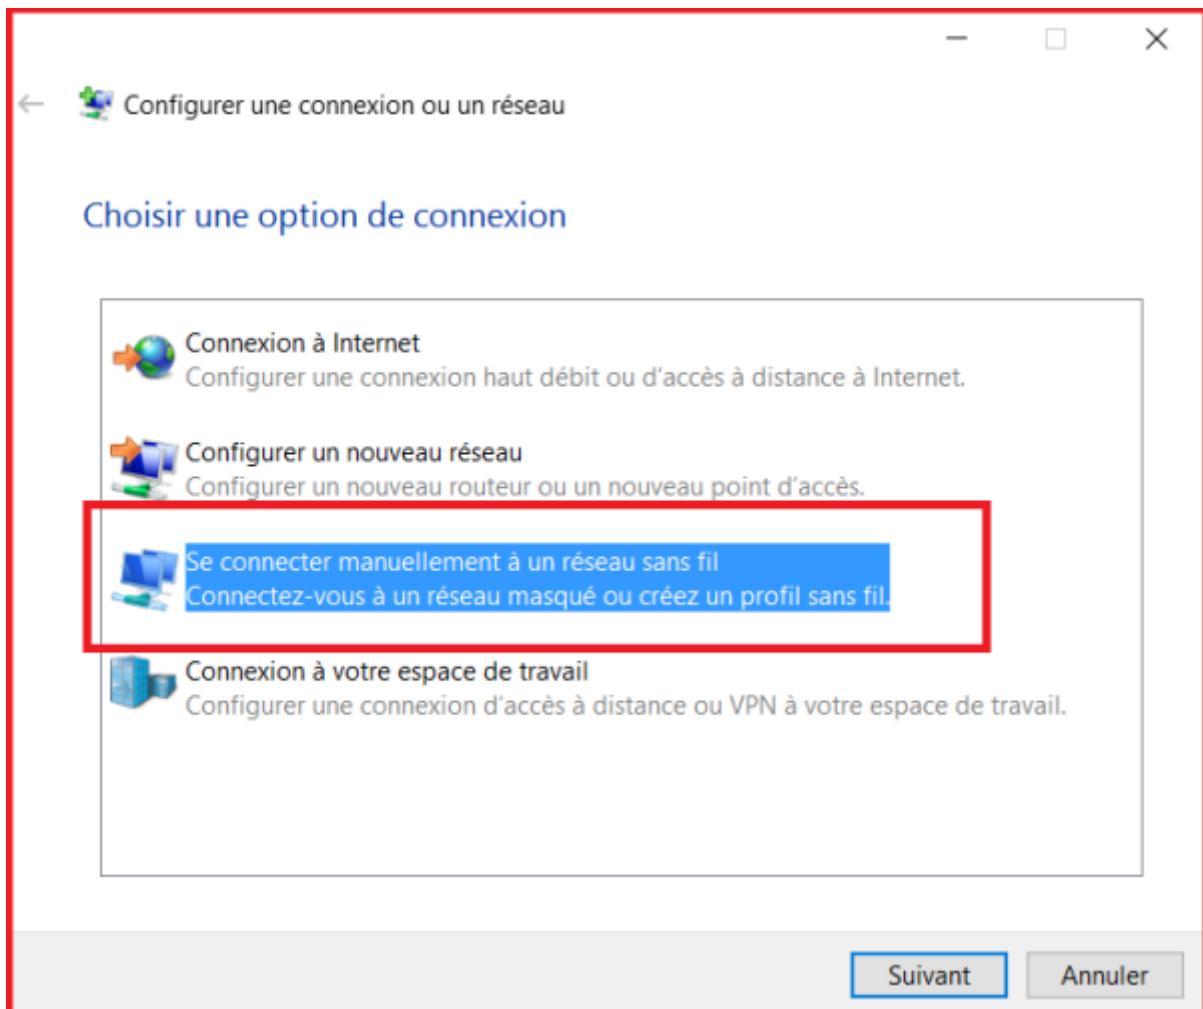 Configurer une connexion ou un réseau
Choisir une option de connexion
Connexion à Internet
Configurer une connexion haut débit ou d’accès à distance à Internet.
Configurer un nouveau réseau
Configurer un nouveau routeur ou un nouveau point d’accès.
Se connecter manuellement à un réseau sans fil
Connectez-vous à un réseau masqué ou créez un profil sans fil.
Connexion à votre espace de travail
Configurer une connexion d’accès à distance ou VPN à votre espace de travail.
Suivant
Annuler